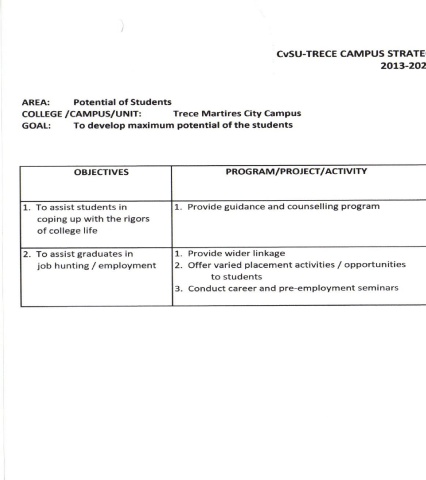 CvSU-TRECE CAMPUS STRATE
2013-202
AREA: Potential of Students
COLLEGE /CAMPUS/UNIT: Trece Martires City Campus
GOAL: To develop maximum potential of the students
OBJECTIVES PROGRAM/PROJECT/ACTIVITY
1. To assist students in
coping up with the rigors
of college life
1. Provide guidance and counselling program
2. To assist graduates in
job hunting / employment
1. Provide wider linkage
2. Offer varied placement activities / opportunities
to students
3. Conduct career and pre-employment seminars